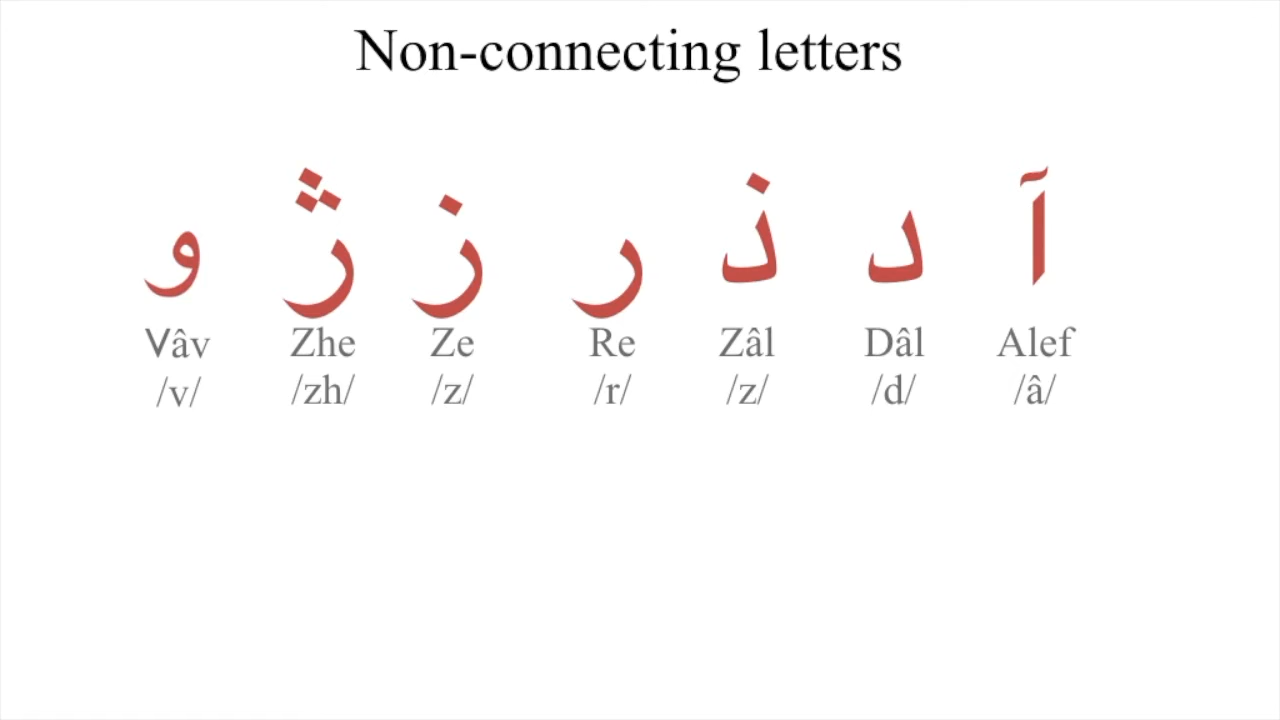 Non-connecting letters
آ د ذ ر ز ژ و
Vâv Zhe Ze Re Zâl Dâl Alef
/v/ /zh/ /z/ /r/ /z/ /d/ /â/